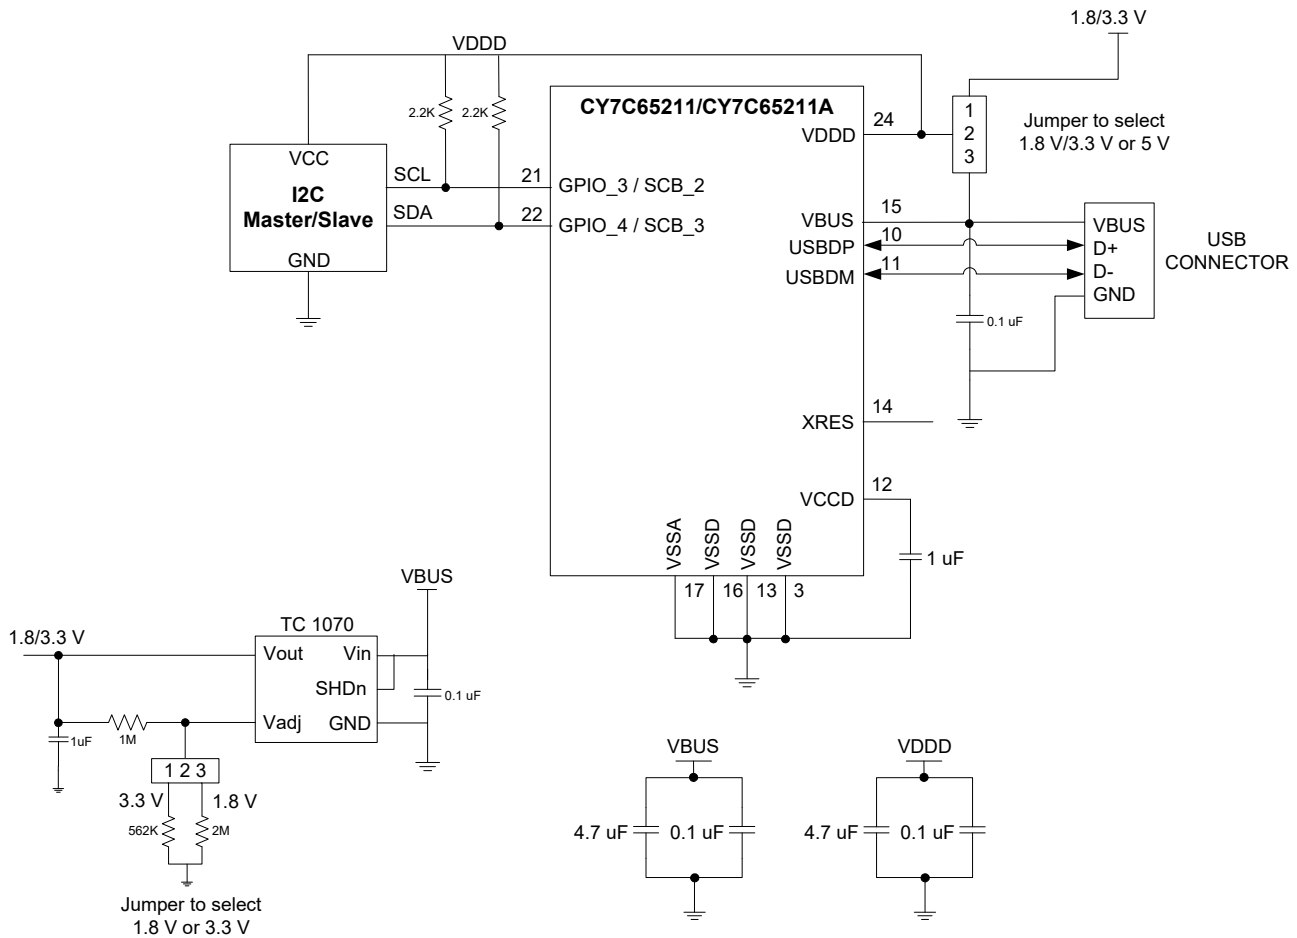 1.8/3.3 V
VDDD
CY7C65211/CY7C65211A
2.2K
2.2K
VDDD
24
1
2
3
Jumper to select
1.8 V/3.3 V or 5 V
VCC
I2C
Master/Slave
GND
SCL
SDA
21
22
GPIO_3 / SCB_2
GPIO_4 / SCB_3
VBUS
15
USBDP
10
USBDM
11
VBUS
D+
D-
GND
USB
CONNECTOR
0.1 uF
XRES
14
VCCD
12
1 uF
VSSA
VSSD
VSSD
VSSD
17
16
13
3
VBUS
1.8/3.3 V
TC 1070
Vout
Vin
SHDn
Vadj
GND
0.1 uF
1uF
1M
1 2 3
3.3 V
1.8 V
562K
2M
Jumper to select
1.8 V or 3.3 V
VBUS
4.7 uF
0.1 uF
VDDD
4.7 uF
0.1 uF